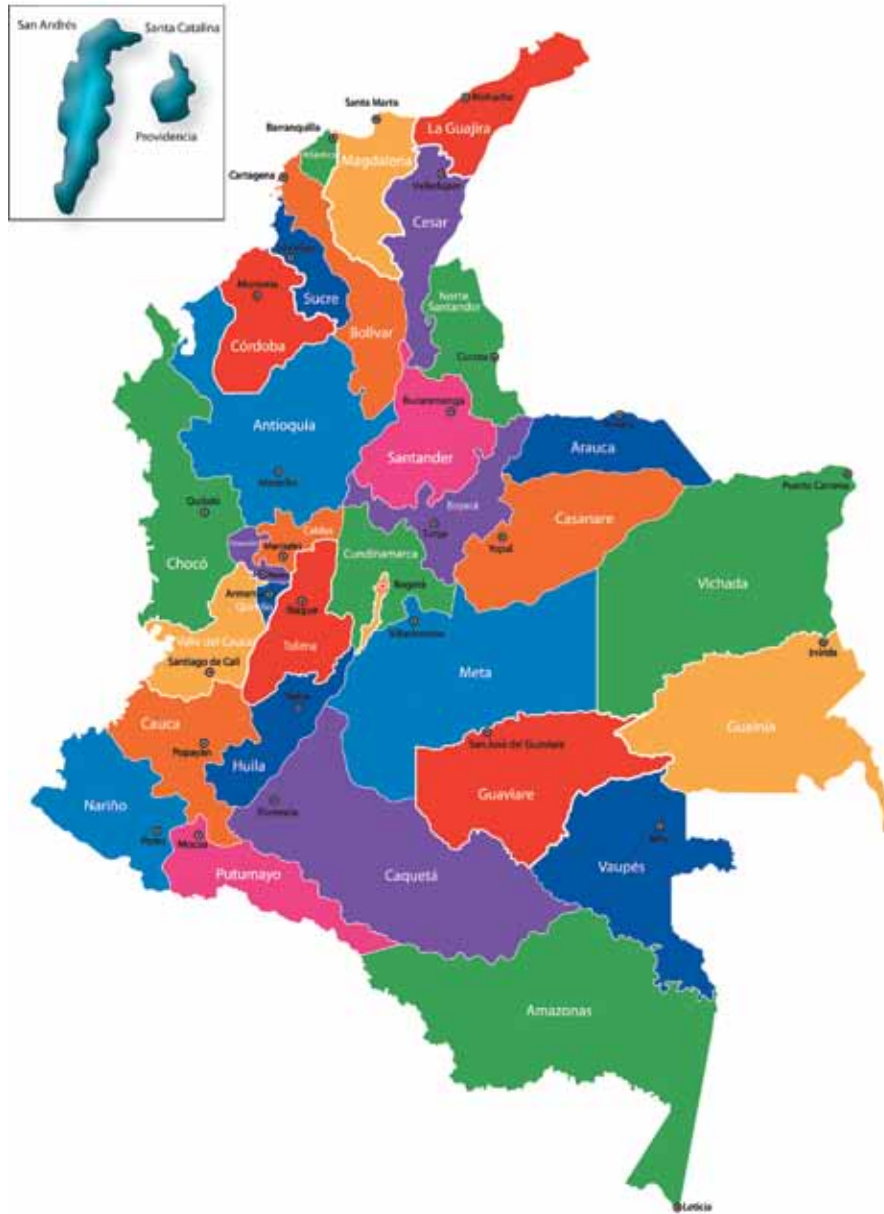 San Andrés
Santa Catalina
Providencia
Riohacha
Santa Marta
La Guajira
Barranquilla
Magdalena
Cartagena
Valledupar
Cesar
Sucre
Montería
Norte
Santander
Bolívar
Córdoba
Cúcuta
Bucaramanga
Antioquia
Arauca
Santander
Medellín
Puerto Carreño
Boyacá
Quibdó
Casanare
Tunja
Caldas
Yopal
Cundinamarca
Manizales
Chocó
Vichada
Bogotá
Armenia
Quindío
Ibagué
Villavicencio
Valle del Cauca
Tolima
Inírida
Santiago de Cali
Meta
Neiva
Guainía
Cauca
San José del Guaviare
Popayán
Huila
Guaviare
Nariño
Florencia
Pasto
Mocoa
Vaupés
Putumayo
Caquetá
Amazonas
Leticia